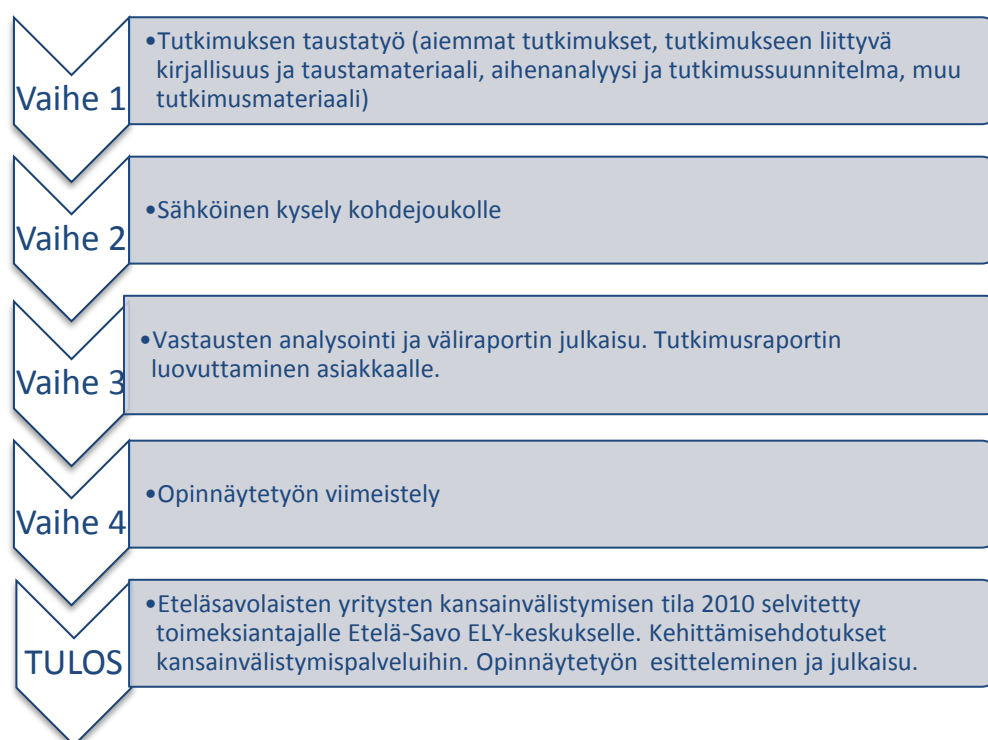 Vaihe 1
•Tutkimuksen taustatyö (aiemmat tutkimukset, tutkimukseen liittyvä
kirjallisuus ja taustamateriaali, aihenanalyysi ja tutkimussuunnitelma, muu
tutkimusmateriaali)
Vaihe 2
•Sähköinen kysely kohdejoukolle
Vaihe 3
•Vastausten analysointi ja väliraportin julkaisu. Tutkimusraportin
luovuttaminen asiakkaalle.
Vaihe 4
•Opinnäytetyön viimeistely
TULOS
•Eteläsavolaisten yritysten kansainvälistymisen tila 2010 selvitetty
toimeksiantajalle Etelä-Savo ELY-keskukselle. Kehittämisehdotukset
kansainvälistymispalveluihin. Opinnäytetyön  esitteleminen ja julkaisu.